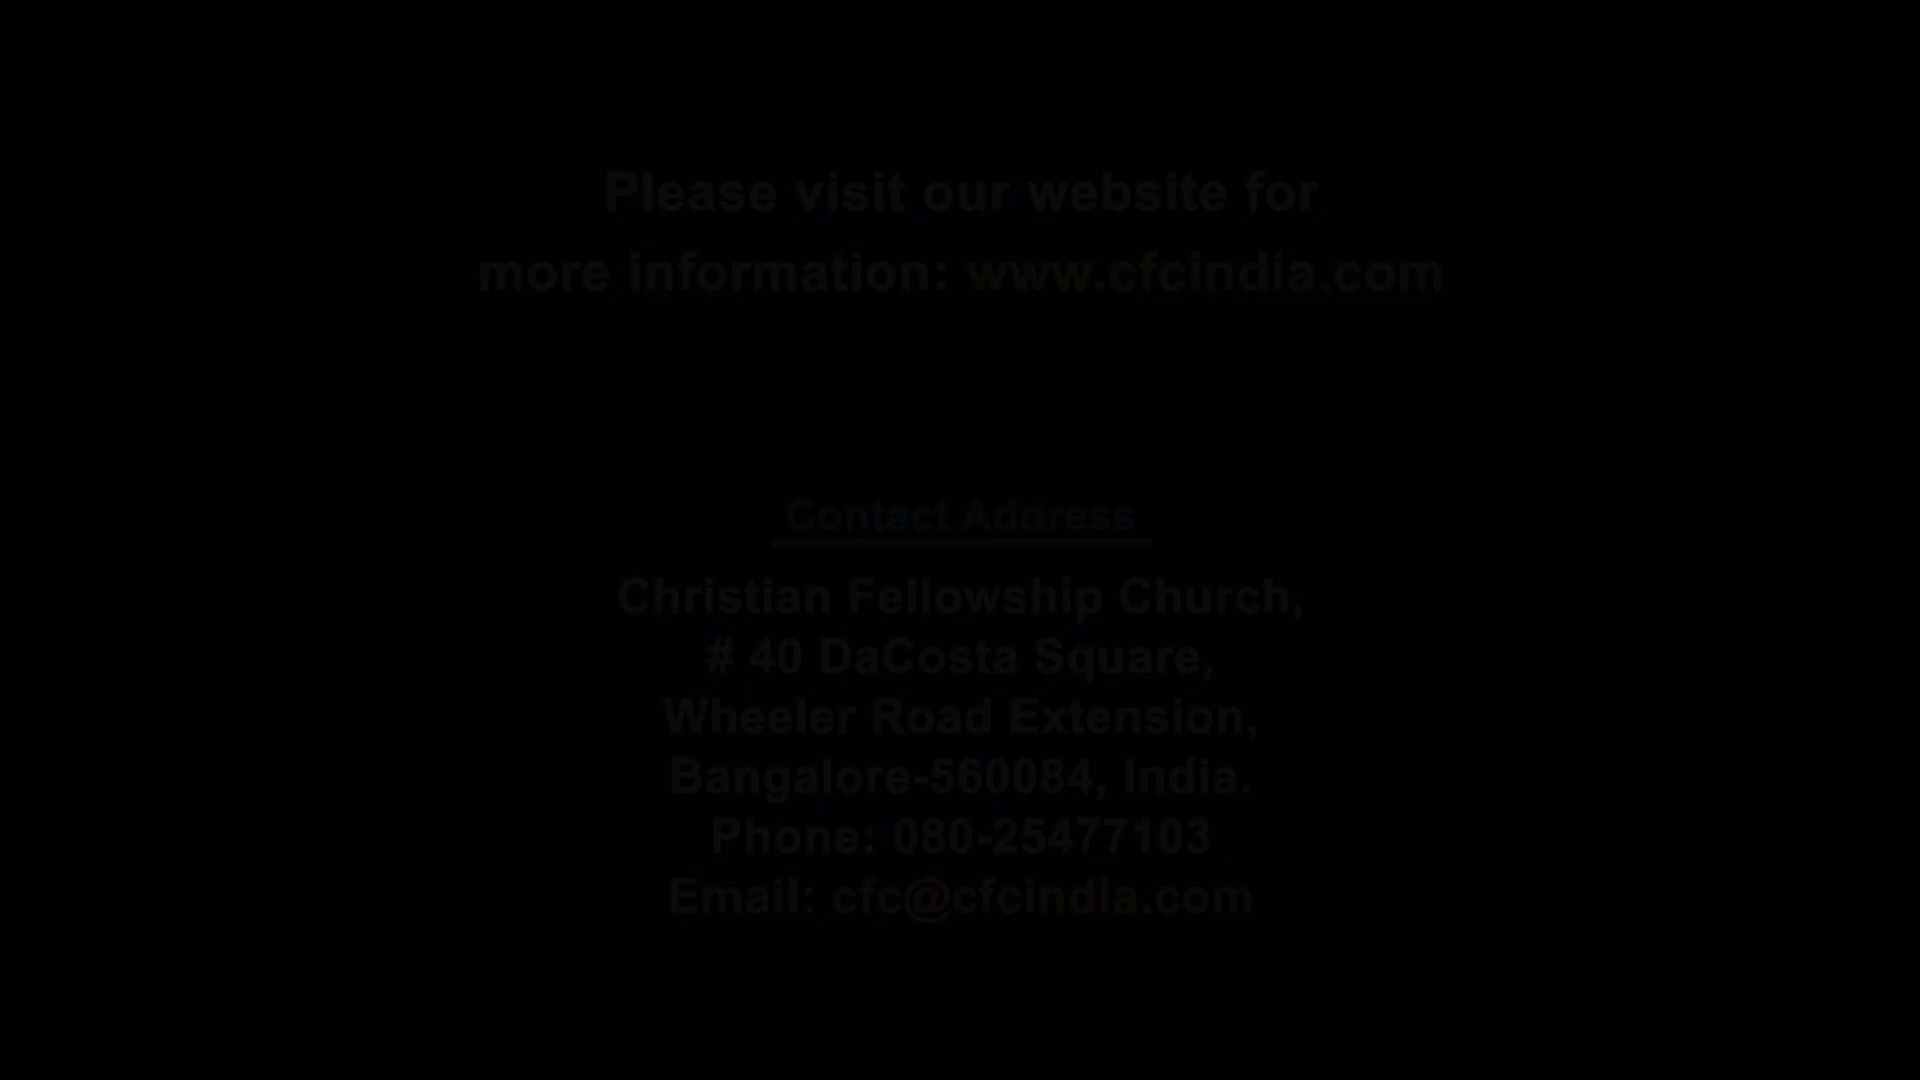 Please visit our website for
more information: www.cfcindia.com
Contact Address
Christian Fellowship Church,
# 40 DaCosta Square,
Wheeler Road Extension,
Bangalore-560084, India.
Phone: 080-25477103
Email: cfc@cfcindia.com